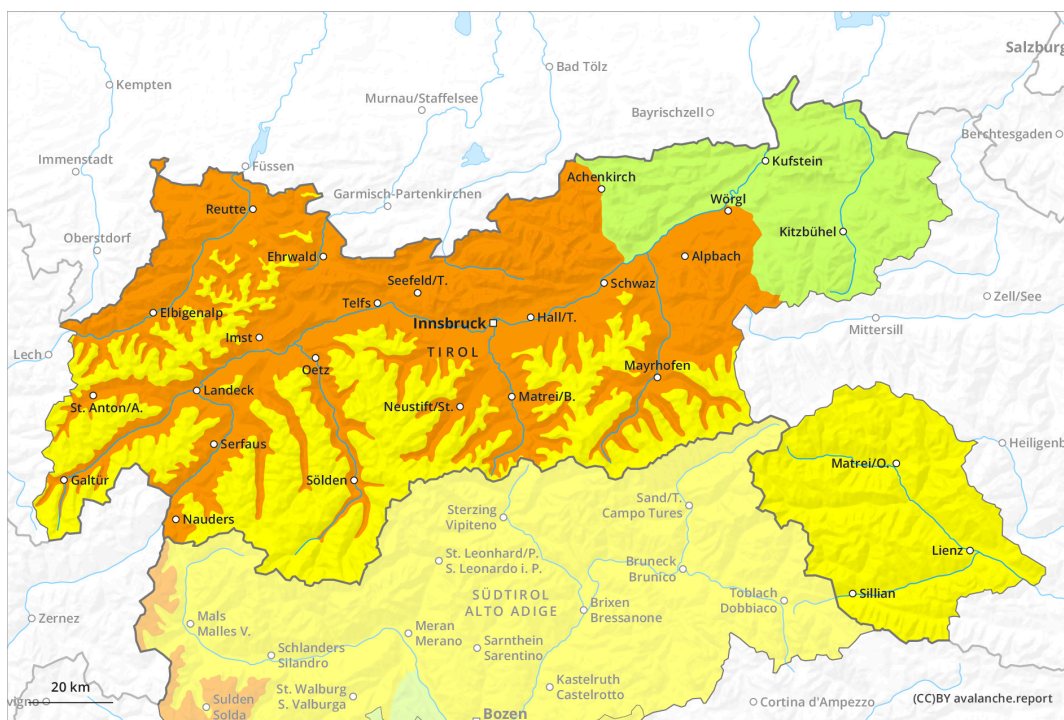 Salzburg
Bad Tölz
Kempten
Murnau/Staffelsee
Bayrischzell
Berchtesgaden
Immenstadt
Füssen
Kufstein
Achenkirch
Garmisch-Partenkirchen
Wörgl
Reutte
Oberstdorf
Kitzbühel
Ehrwald
Alpbach
Seefeld/T.
Schwaz
Zell/See
Telfs
Elbigenalp
Hall/T.
Innsbruck
Mittersill
Imst
TIROL
Lech
Oetz
Mayrhofen
Landeck
Matrei/B.
St. Anton/A.
Neustift/St.
Serfaus
Heiligenb
Matrei/O.
Galtür
Sölden
Sand/T.
Campo Tures
Sterzing
Vipiteno
Nauders
Lienz
St. Leonhard/P.
S. Leonardo i. P.
Bruneck
Brunico
SÜDTIROL
ALTO ADIGE
Sillian
Toblach
Dobbiaco
Brixen
Bressanone
Zernez
Mals
Malles V.
Meran
Merano
Schlanders
Silandro
Sarnthein
Sarentino
20 km
St. Walburg
S. Valburga
Kastelruth
Castelrotto
vigno
Sulden
Solda
Cortina d'Ampezzo
(CC)BY avalanche.report
Bozen